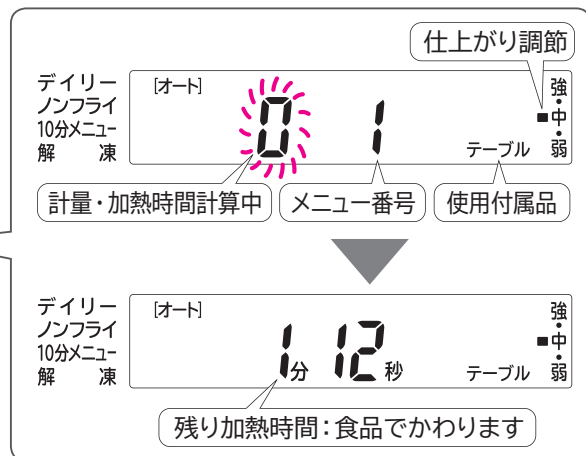 仕上がり調節
デイリー
ノンフライ
10分メニュー
解 凍
[オート]
0 1
強
・
中
・
弱
テーブル
計量・加熱時間計算中
メニュー番号
使用付属品
デイリー
ノンフライ
10分メニュー
解 凍
[オート]
1分 12秒
強
・
中
・
弱
テーブル
残り加熱時間：食品でかわります